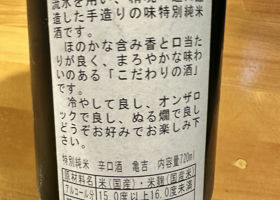 流水を用い、
造した手造りの味特別純米
酒です。
ほのかな含み香と口当た
りが良く、まろやかな味わ
いのある「こだわりの酒」
です。
冷やして良し、オンザロ
ックで良し、ぬる燗で良し
どうぞお好みでお楽しみ下
さい。
特別純米 辛口酒 亀吉 内容量720ml
原材料名 米(国産)・米麹(国産米)
アルコール分 15.0度以上16.0度未満